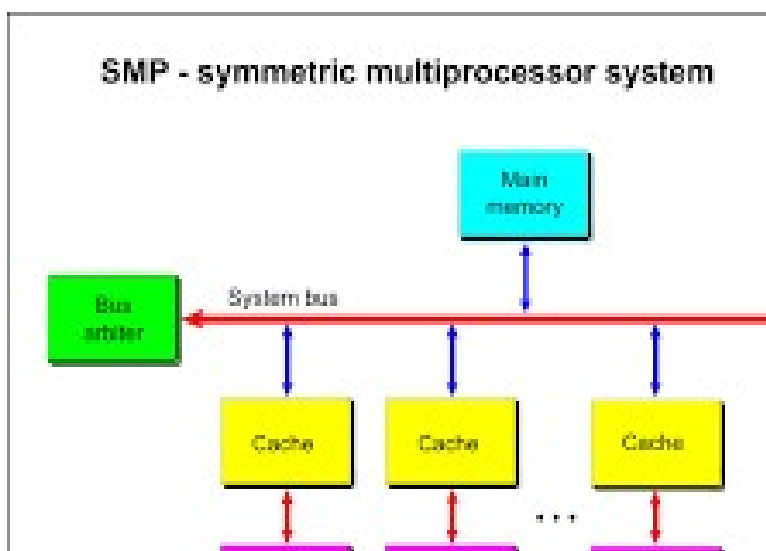 SMP - symmetric multiprocessor system
Main
memory
Bus
arbiter
System bus
Cache
Cache
Cache
...